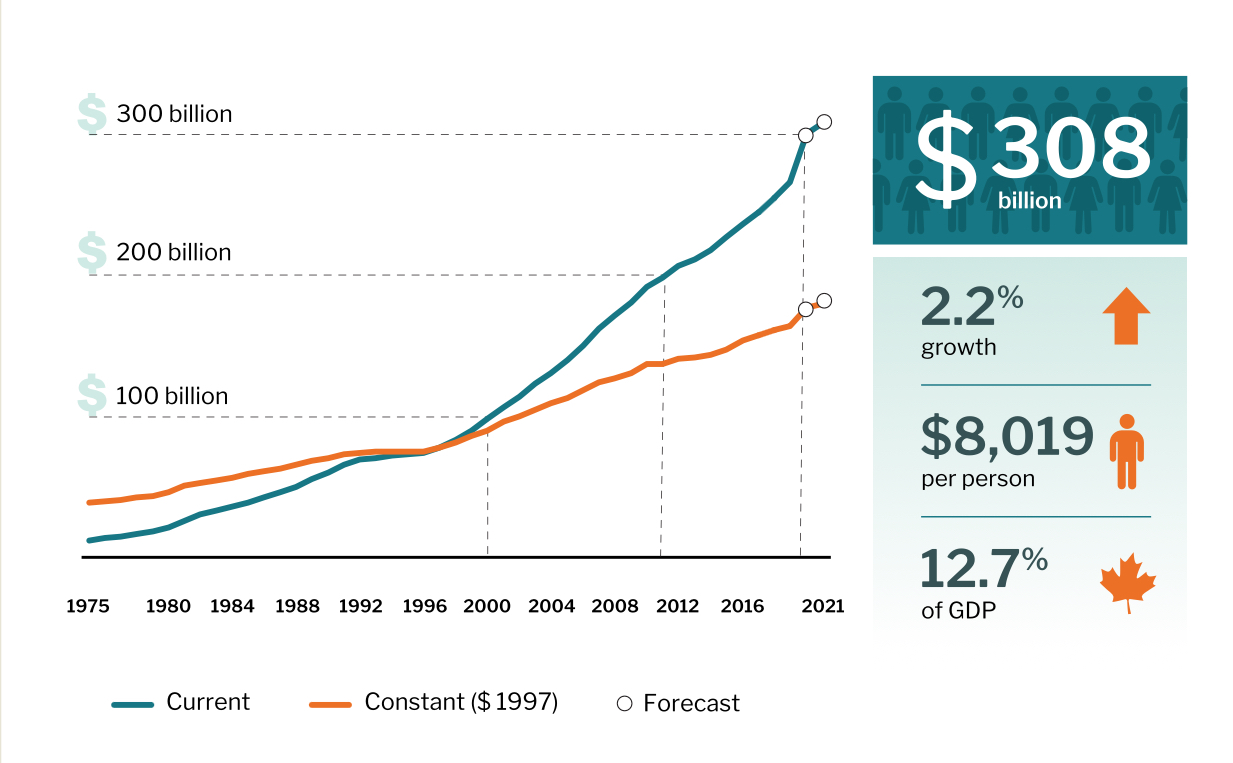 $ 300 billion
$ 200 billion
$ 100 billion
1975 1980 1984 1988 1992 1996 2000 2004 2008 2012 2016 2021
Current Constant ($ 1997) Forecast
$308
billion
2.2%
growth
$8,019
per person
12.7%
of GDP